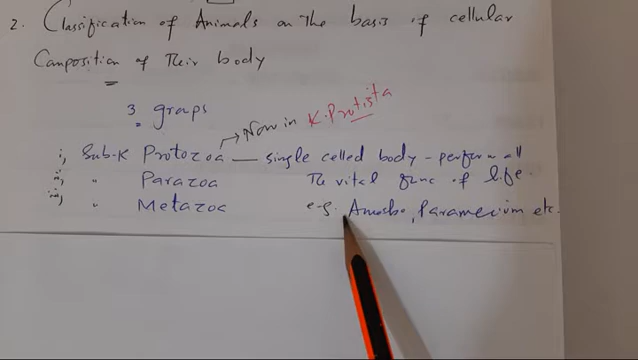 2. Classification of Animals on The basis of cellular
Composition of Their body
3 groups
Now in K. Protista
i, Sub-K Protozoa — single celled body - perform all
ii, " Parazoa The vital func of life.
iii, " Metazoa e.g. Amoeba, Paramecium etc.